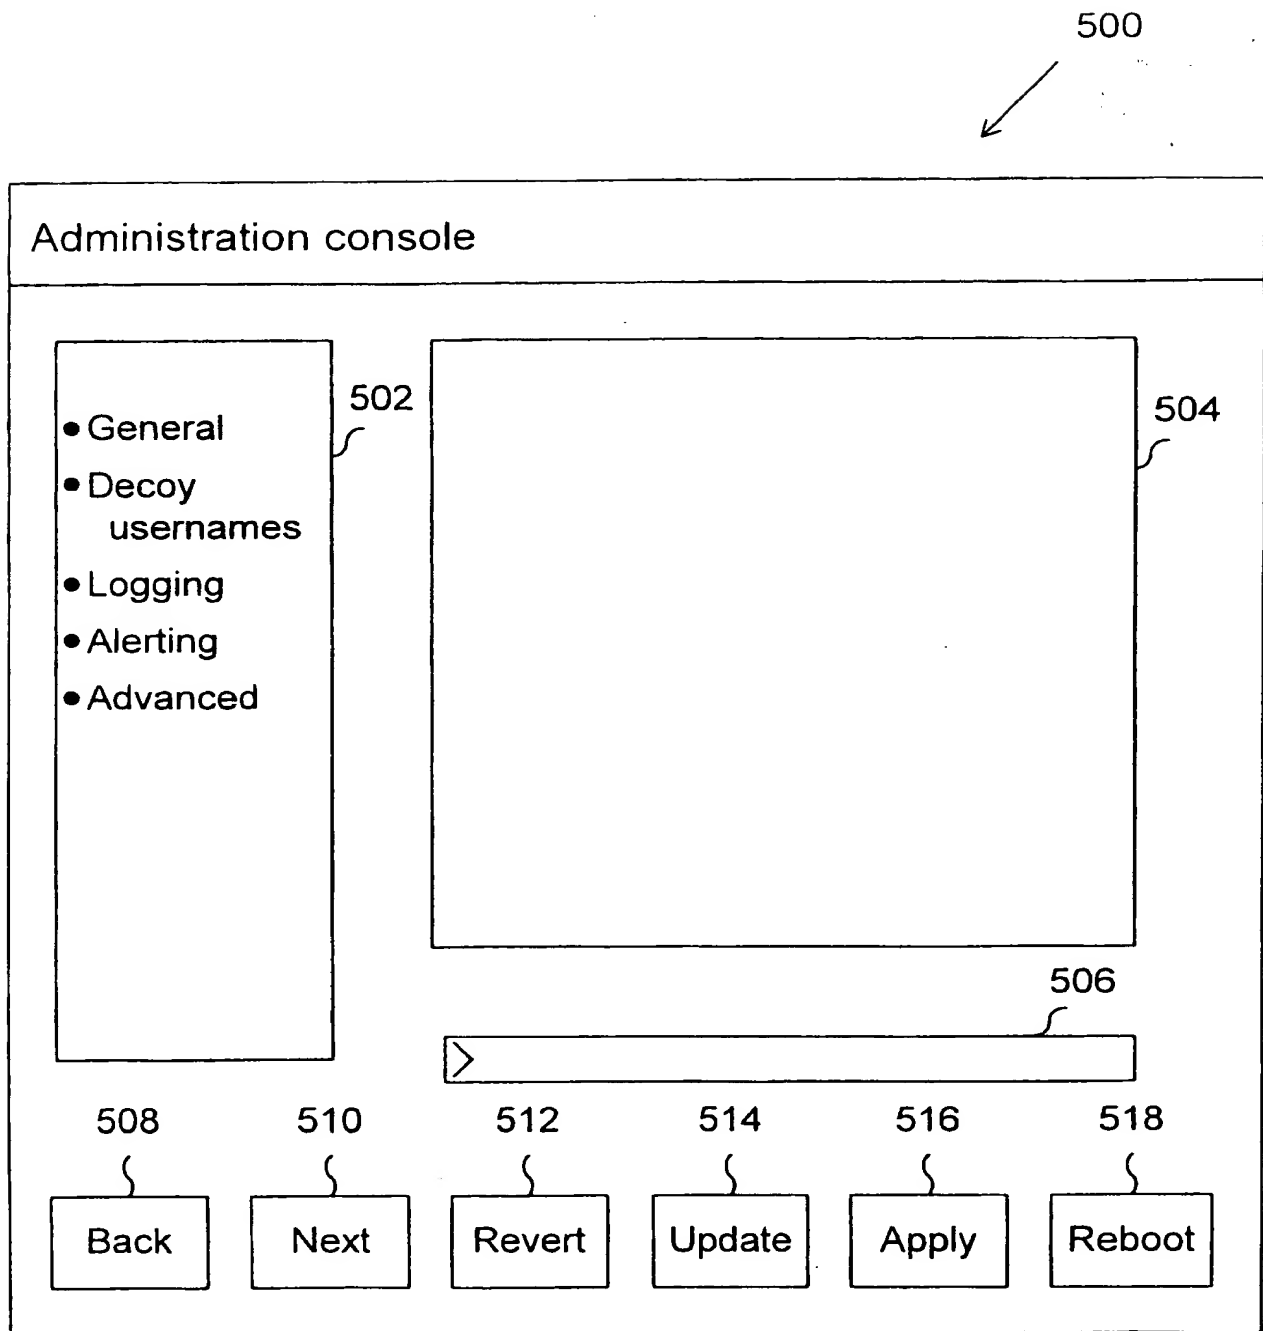 500
Administration console
502
504
• General
• Decoy
usernames
• Logging
• Alerting
• Advanced
506
>
508 510 512 514 516 518
Back Next Revert Update Apply Reboot